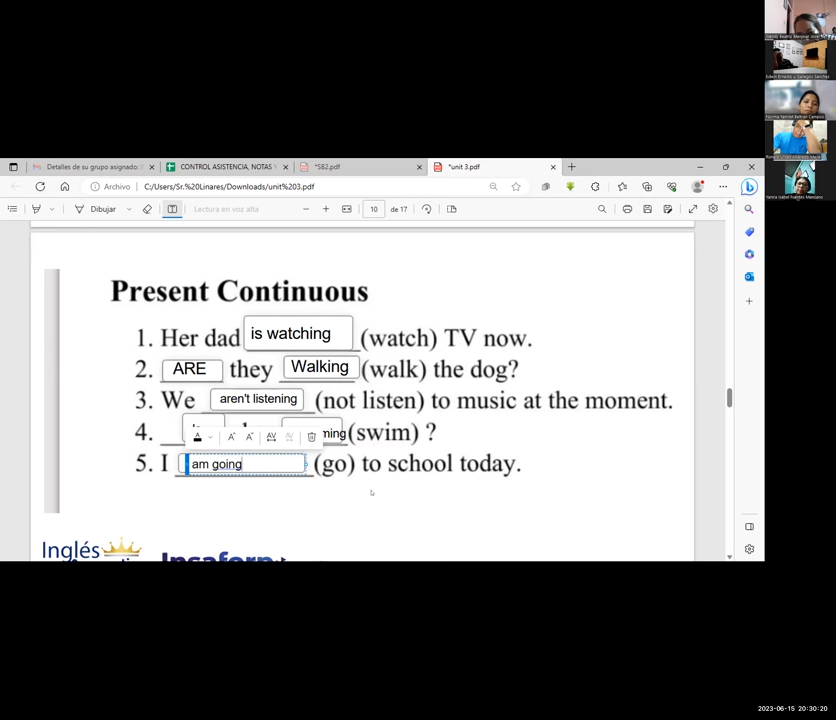 Detalles de su grupo asignado:
CONTROL ASISTENCIA, NOTAS
*SB2.pdf
*unit 3.pdf
Archivo
C:/Users/Sr.%20Linares/Downloads/unit%203.pdf
Dibujar
Lectura en voz alta
10 de 17
Present Continuous
1. Her dad is watching (watch) TV now.
2. ARE they Walking (walk) the dog?
3. We aren't listening (not listen) to music at the moment.
4. ming (swim) ?
5. I am going (go) to school today.
Inglés
Insaforp
2023-06-15 20:30:20